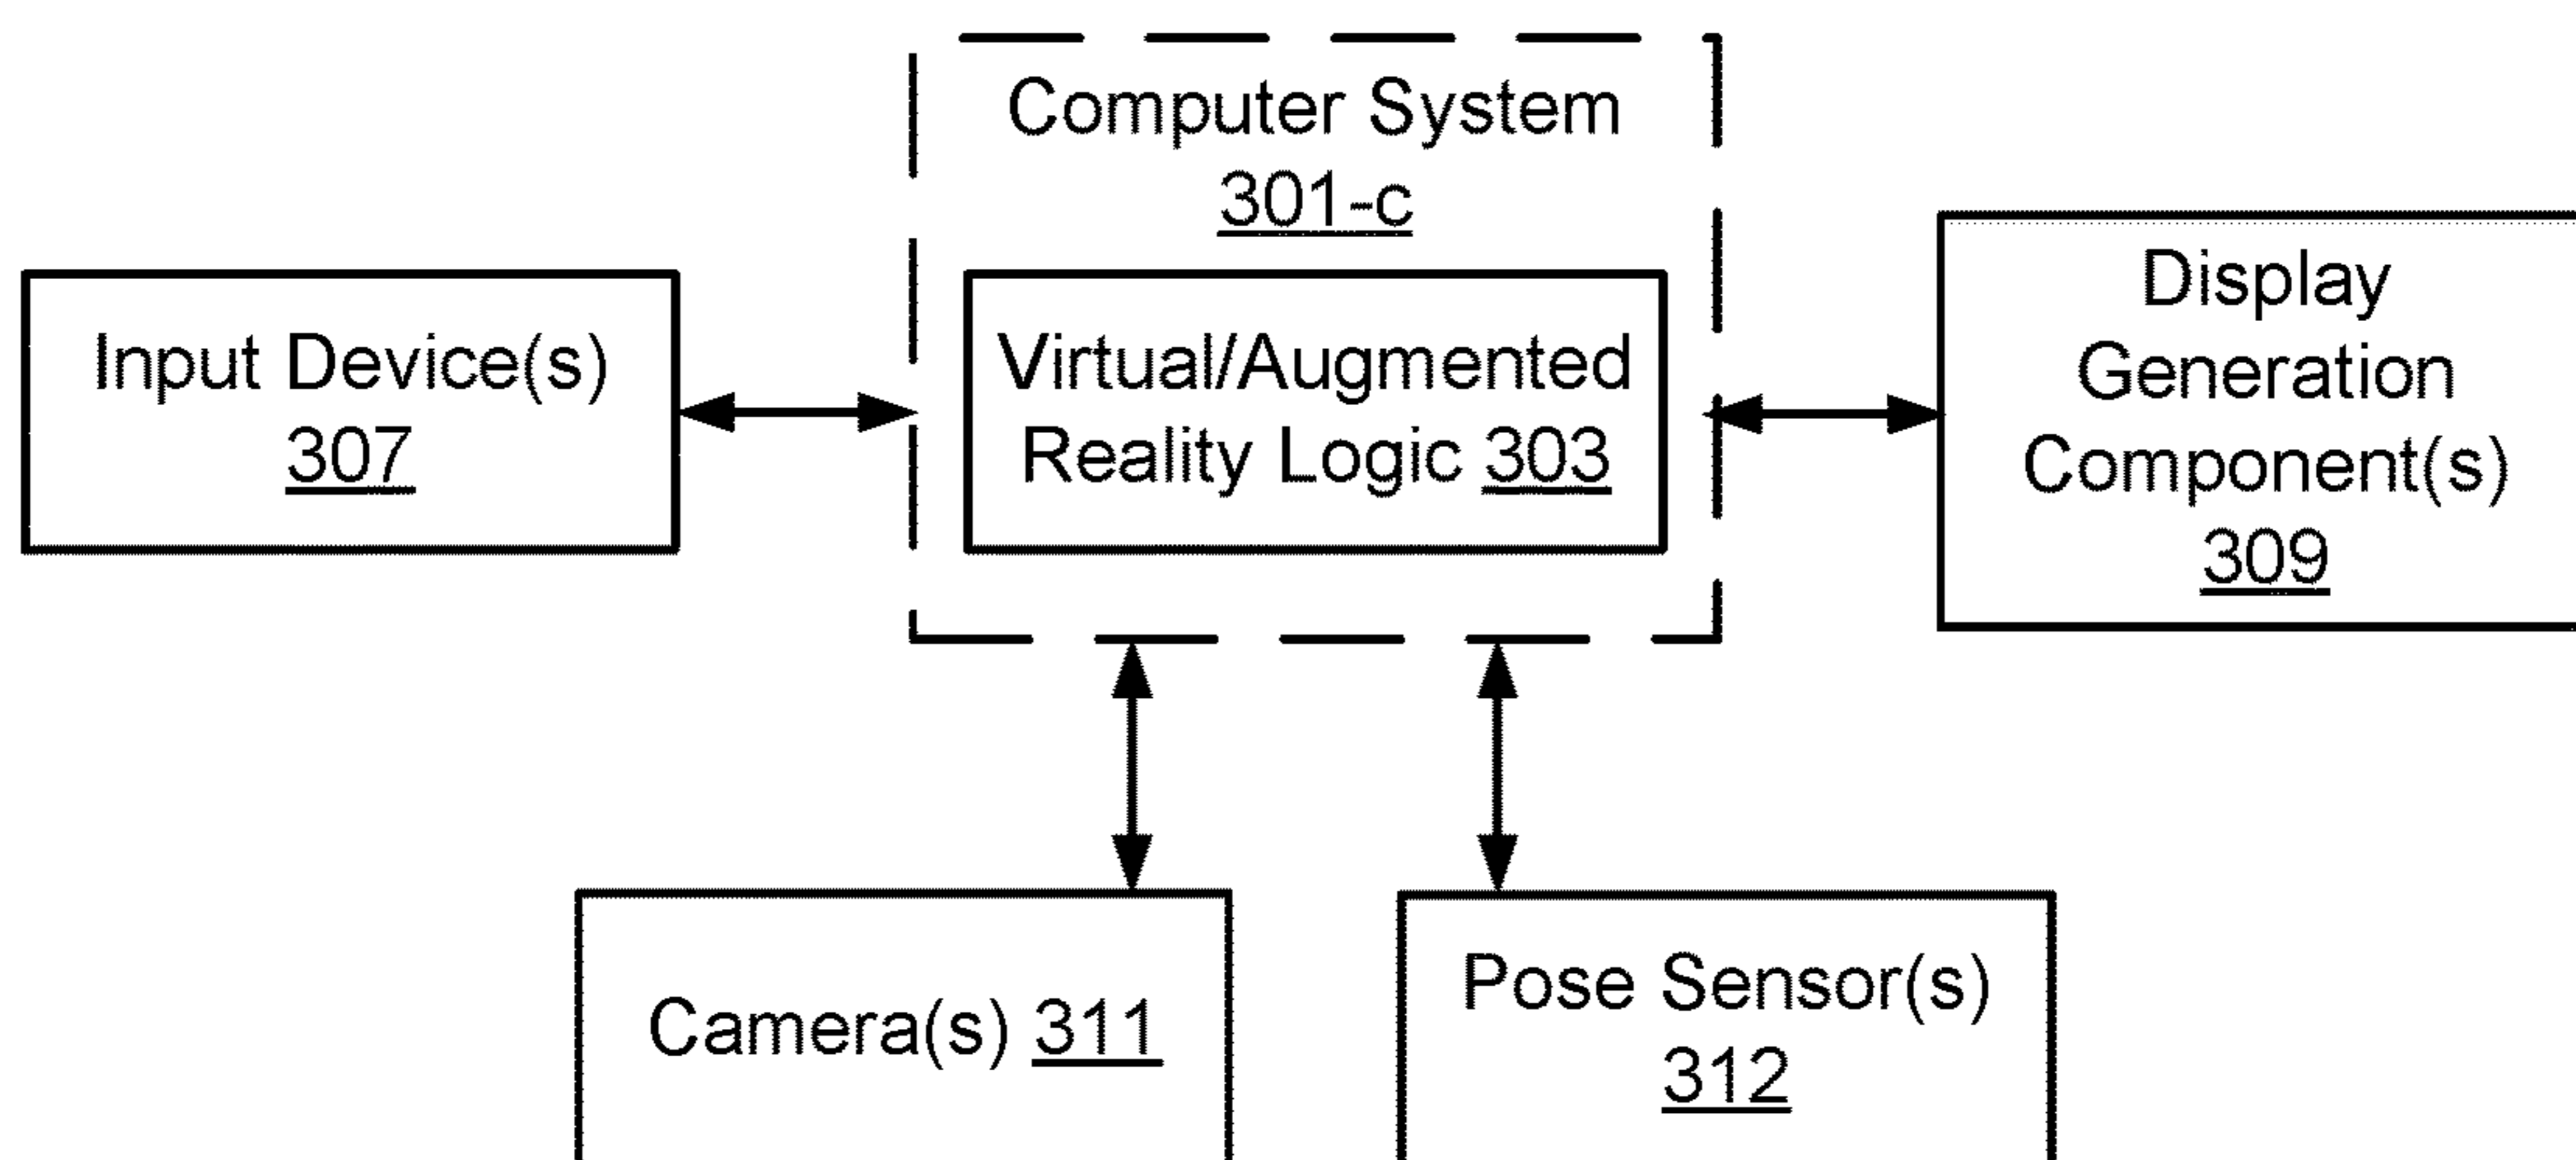 Computer System
301-c
Input Device(s)
307
Virtual/Augmented
Reality Logic 303
Display
Generation
Component(s)
309
Camera(s) 311
Pose Sensor(s)
312